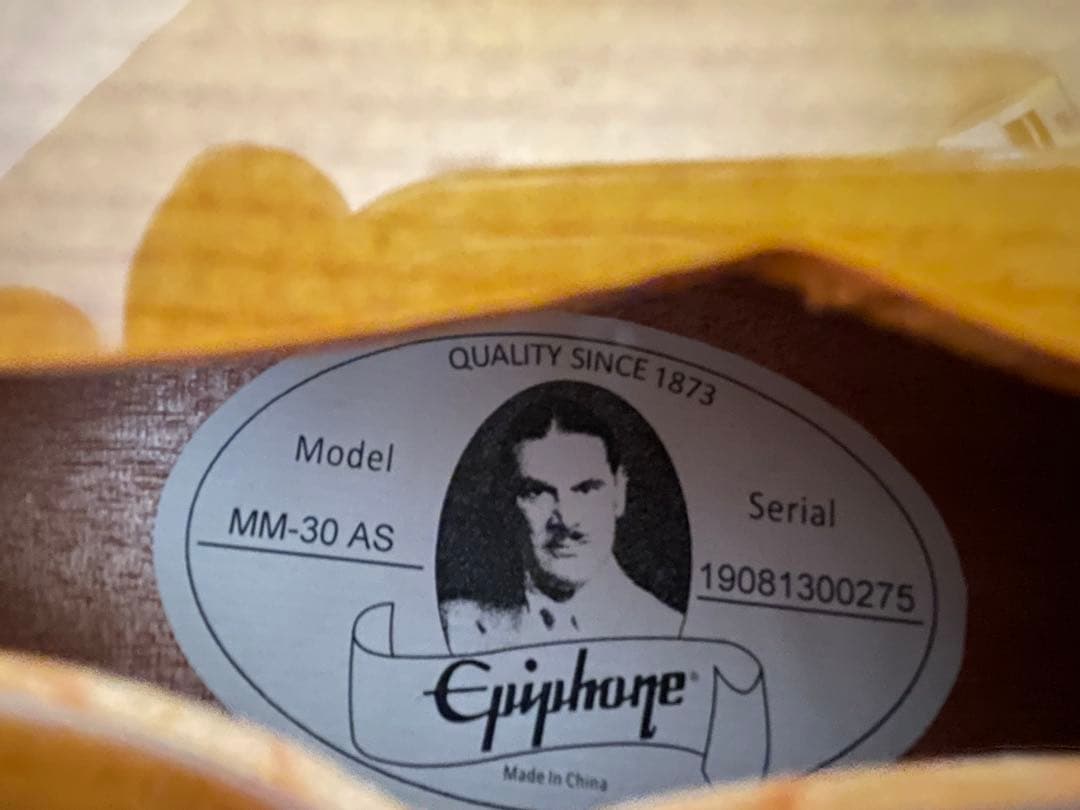 QUALITY SINCE 1873
Model
MM-30 AS
Serial
19081300275
Epiphone®
Made In China